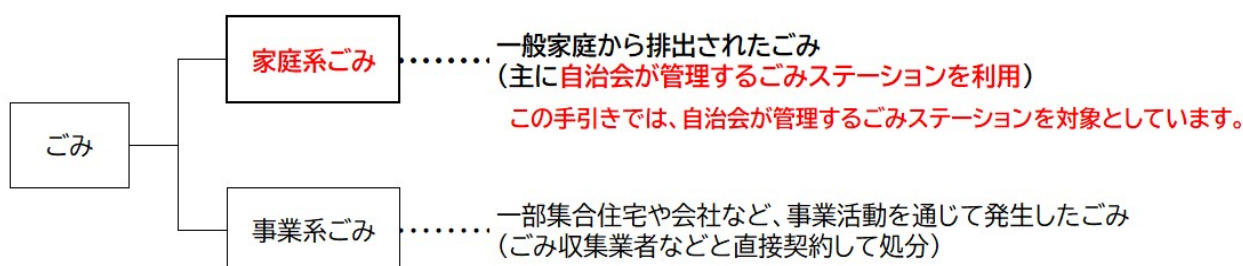 ごみ
家庭系ごみ
一般家庭から排出されたごみ
(主に自治会が管理するごみステーションを利用)
この手引きでは、自治会が管理するごみステーションを対象としています。
事業系ごみ
一部集合住宅や会社など、事業活動を通じて発生したごみ
(ごみ収集業者などと直接契約して処分)